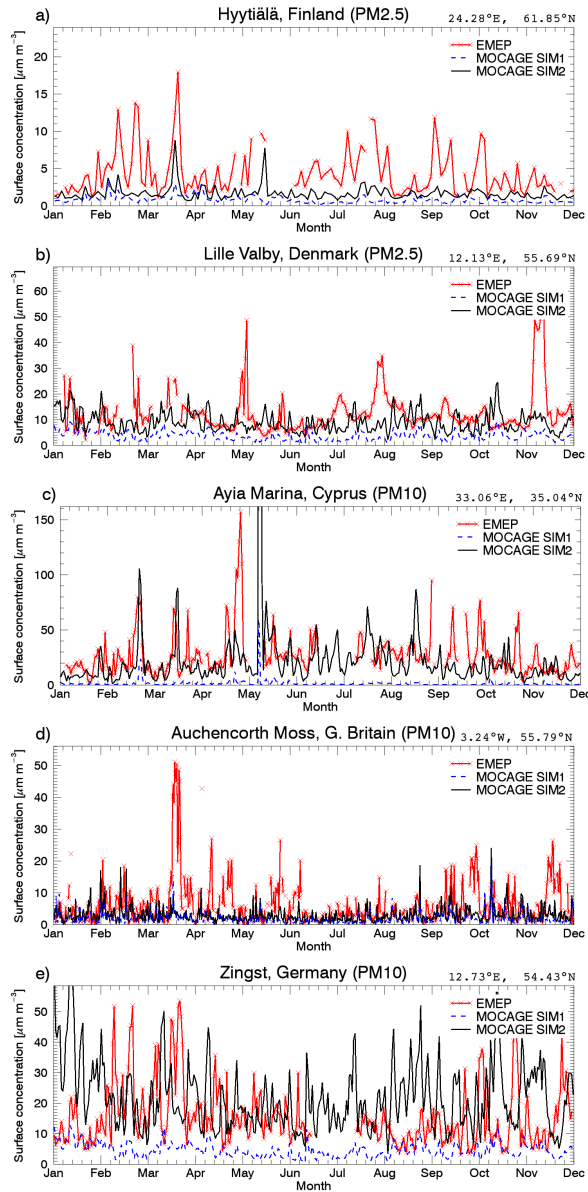 a) Hyytiälä, Finland (PM2.5) 24.28°E, 61.85°N
EMEP
MOCAGE SIM1
MOCAGE SIM2
Surface concentration [μm m⁻³]
25
20
15
10
5
0
Jan Feb Mar Apr May Jun Jul Aug Sep Oct Nov Dec
Month
b) Lille Valby, Denmark (PM2.5) 12.13°E, 55.69°N
EMEP
MOCAGE SIM1
MOCAGE SIM2
Surface concentration [μm m⁻³]
60
50
40
30
20
10
0
Jan Feb Mar Apr May Jun Jul Aug Sep Oct Nov Dec
Month
c) Ayia Marina, Cyprus (PM10) 33.06°E, 35.04°N
EMEP
MOCAGE SIM1
MOCAGE SIM2
Surface concentration [μm m⁻³]
150
100
50
0
Jan Feb Mar Apr May Jun Jul Aug Sep Oct Nov Dec
Month
d) Auchencorth Moss, G. Britain (PM10) 3.24°W, 55.79°N
EMEP
MOCAGE SIM1
MOCAGE SIM2
Surface concentration [μm m⁻³]
50
40
30
20
10
0
Jan Feb Mar Apr May Jun Jul Aug Sep Oct Nov Dec
Month
e) Zingst, Germany (PM10) 12.73°E, 54.43°N
EMEP
MOCAGE SIM1
MOCAGE SIM2
Surface concentration [μm m⁻³]
50
40
30
20
10
0
Jan Feb Mar Apr May Jun Jul Aug Sep Oct Nov Dec
Month